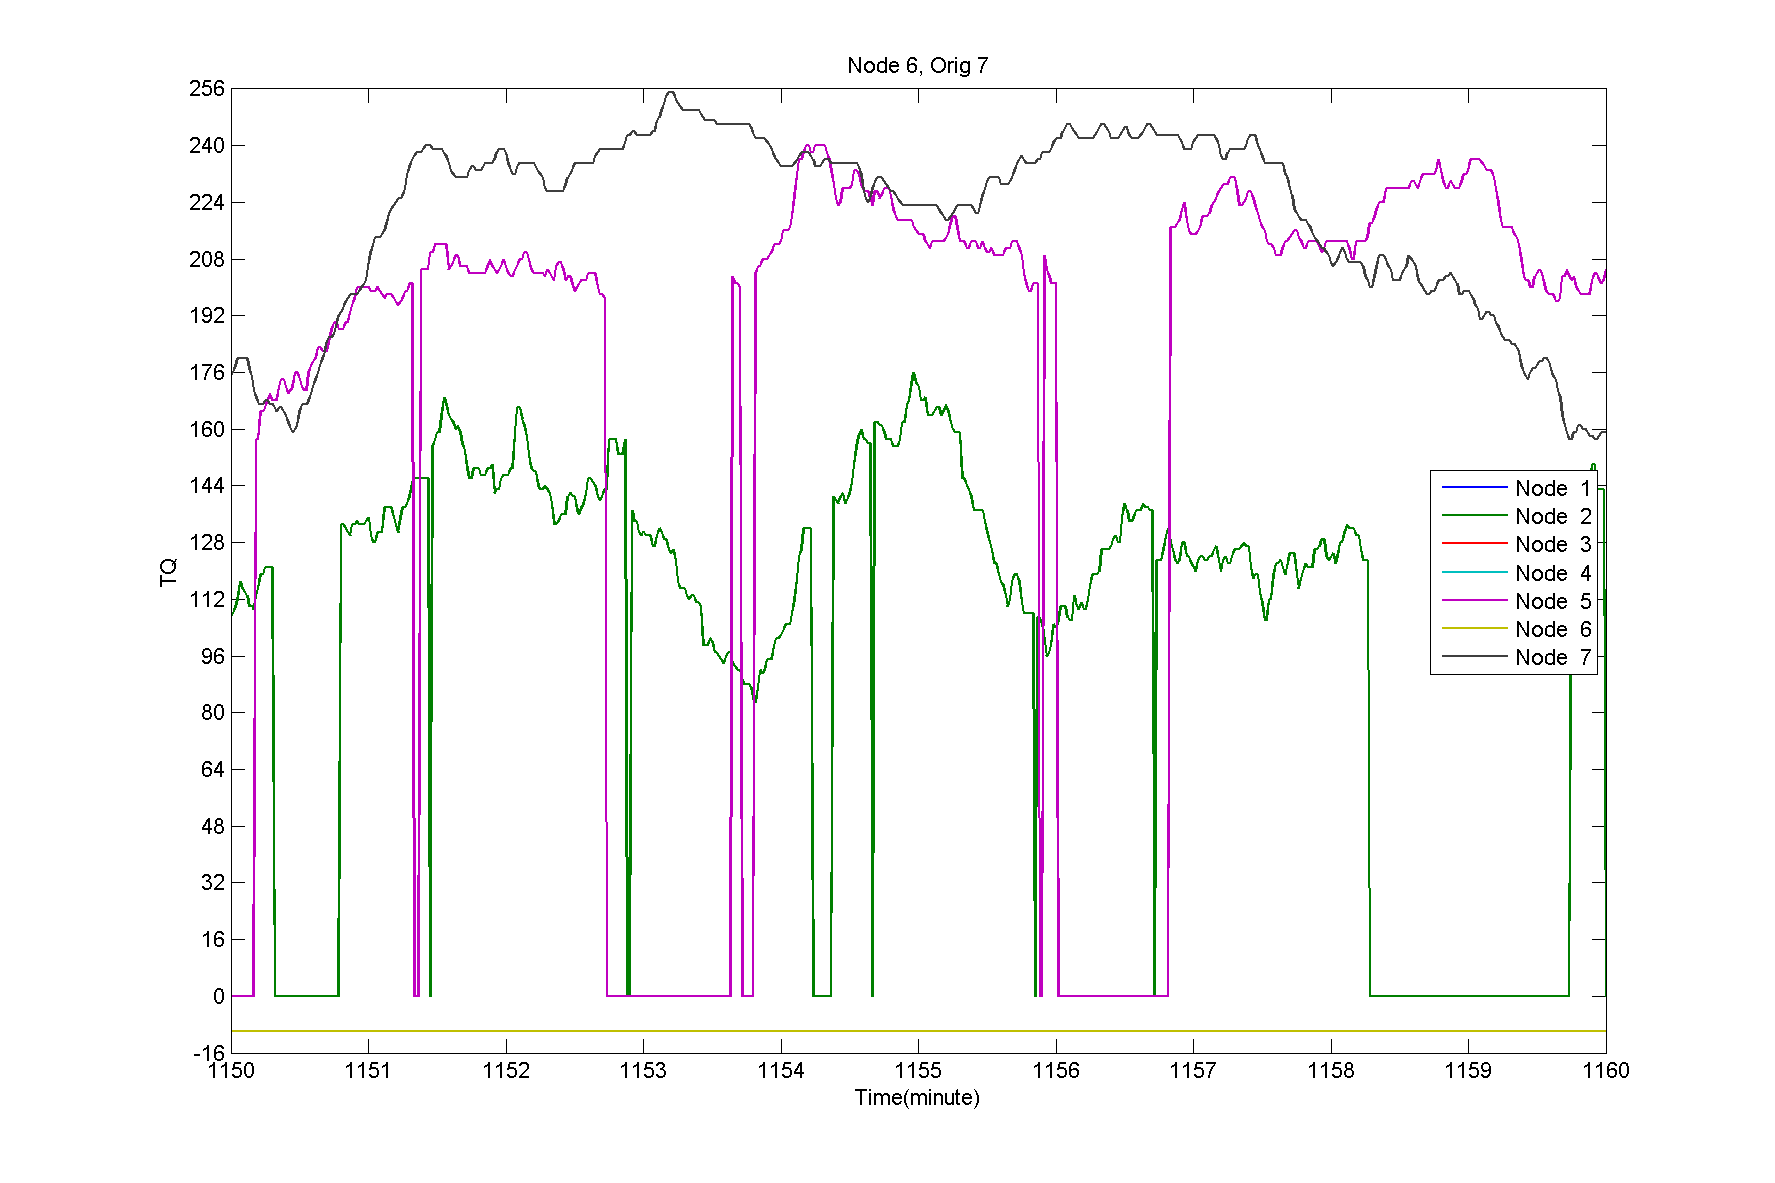 Node 6, Orig 7
256
240
224
208
192
176
160
144
128
112
96
80
64
48
32
16
0
-16
TQ
Node 1
Node 2
Node 3
Node 4
Node 5
Node 6
Node 7
1150 1151 1152 1153 1154 1155 1156 1157 1158 1159 1160
Time(minute)